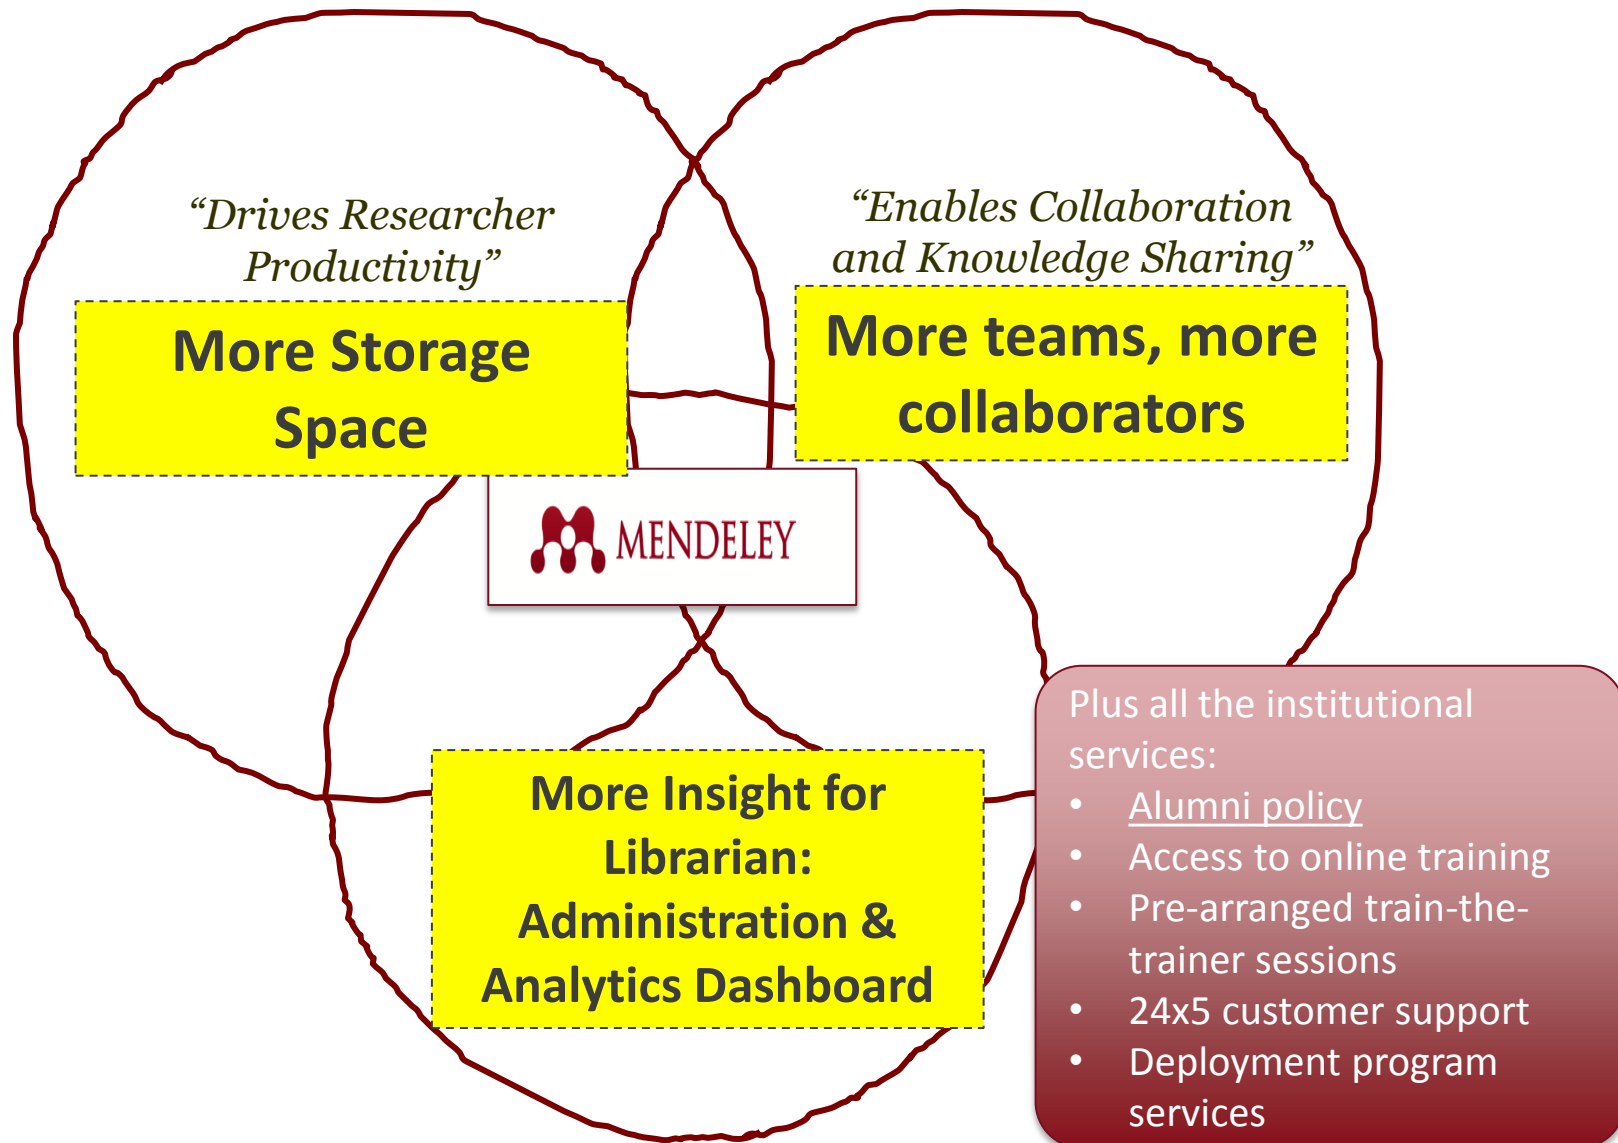 “Drives Researcher
Productivity”
More Storage
Space
“Enables Collaboration
and Knowledge Sharing”
More teams, more
collaborators
MENDELEY
More Insight for
Librarian:
Administration &
Analytics Dashboard
Plus all the institutional
services:
• Alumni policy
• Access to online training
• Pre-arranged train-the-
trainer sessions
• 24x5 customer support
• Deployment program
services